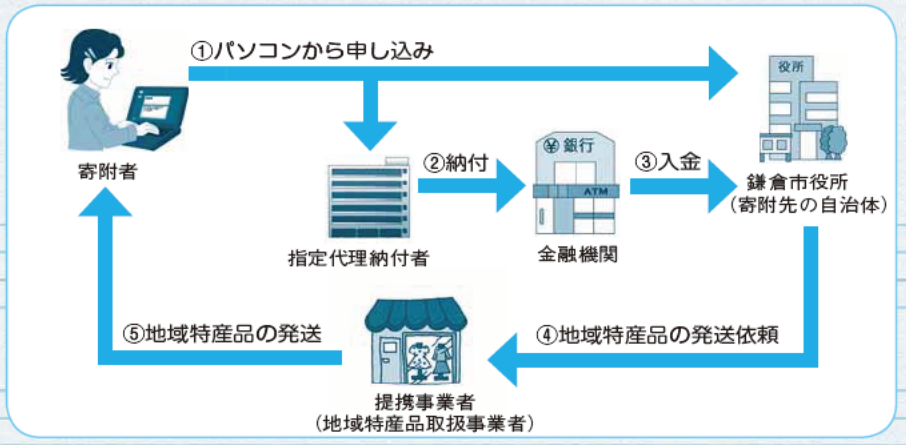 ①パソコンから申し込み
役所
寄附者
②納付
¥銀行
ATM
③入金
鎌倉市役所
(寄附先の自治体)
指定代理納付者
金融機関
⑤地域特産品の発送
④地域特産品の発送依頼
提携事業者
(地域特産品取扱事業者)